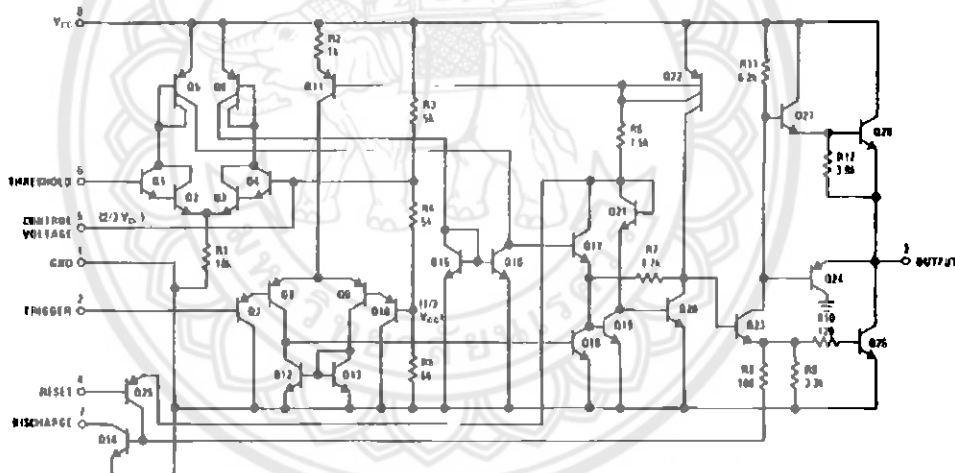 8
VCC
R2
1k
Q5
Q6
Q11
Q22
R11
6.2k
Q27
Q28
R3
5k
R6
7.5k
R12
3.9k
THRESHOLD
6
Q1
Q2
Q3
Q4
CONTROL
VOLTAGE
5
(2/3 VCC)
R4
5k
Q21
R1
10k
Q15
Q16
Q17
R7
4.7k
GND
1
3
OUTPUT
Q24
TRIGGER
2
Q7
Q8
Q9
Q10
(1/3
VCC)
Q18
Q19
Q20
Q23
Q26
Q12
Q13
R5
5k
R8
100
R9
3.3k
RESET
4
Q25
DISCHARGE
7
Q14